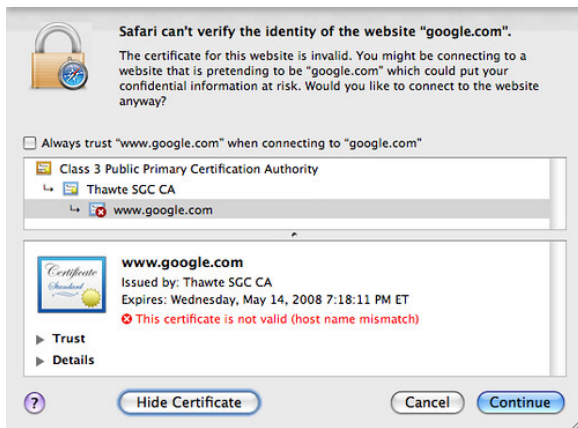 Safari can't verify the identity of the website “google.com”.
The certificate for this website is invalid. You might be connecting to a
website that is pretending to be “google.com” which could put your
confidential information at risk. Would you like to connect to the website
anyway?
Always trust “www.google.com” when connecting to “google.com”
Class 3 Public Primary Certification Authority
Thawte SGC CA
www.google.com
Certificate
Standard
www.google.com
Issued by: Thawte SGC CA
Expires: Wednesday, May 14, 2008 7:18:11 PM ET
This certificate is not valid (host name mismatch)
Trust
Details
? Hide Certificate Cancel Continue